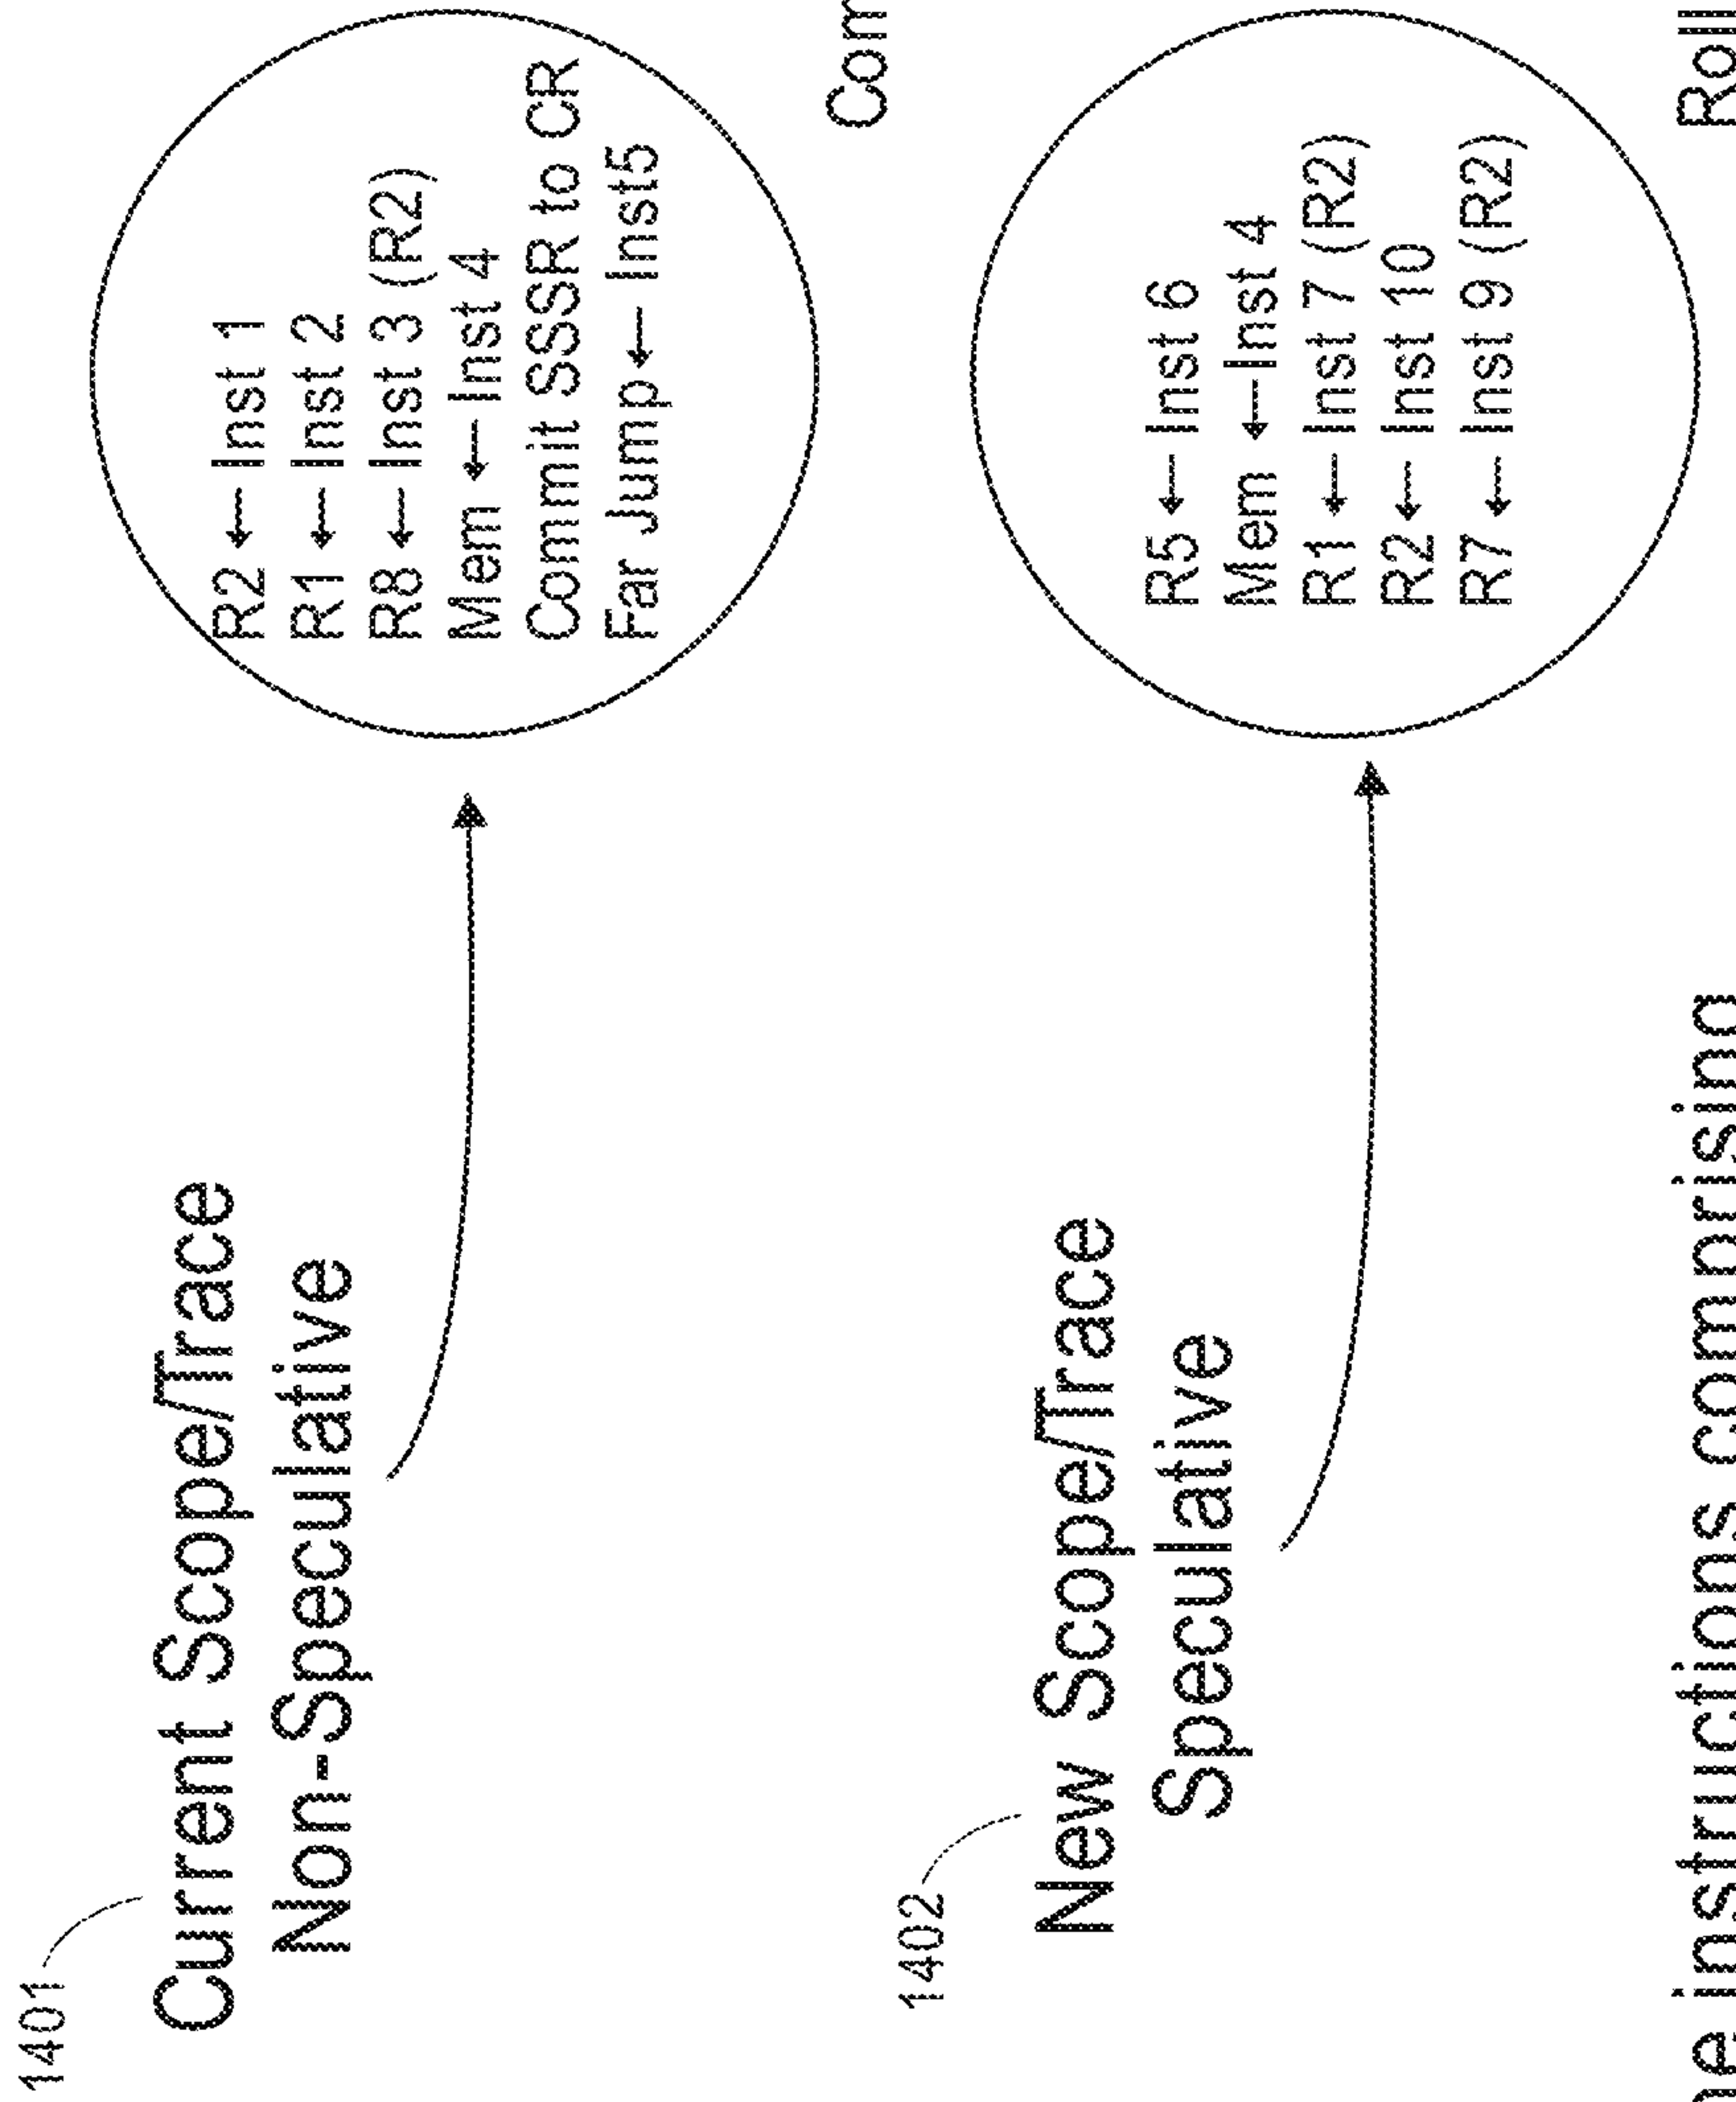 1401
Current Scope/Trace
Non-Speculative
R2 ← Inst 1
R1 ← Inst 2
R8 ← Inst 3 (R2)
Mem ← Inst 4
Commit SSSR to CR
Far Jump ← Inst5
Com
1402
New Scope/Trace
Speculative
R5 ← Inst 6
Mem ← Inst 4
R1 ← Inst 7 (R2)
R2 ← Inst 10
R7 ← Inst 9 (R2)
instructions comprising
Roll